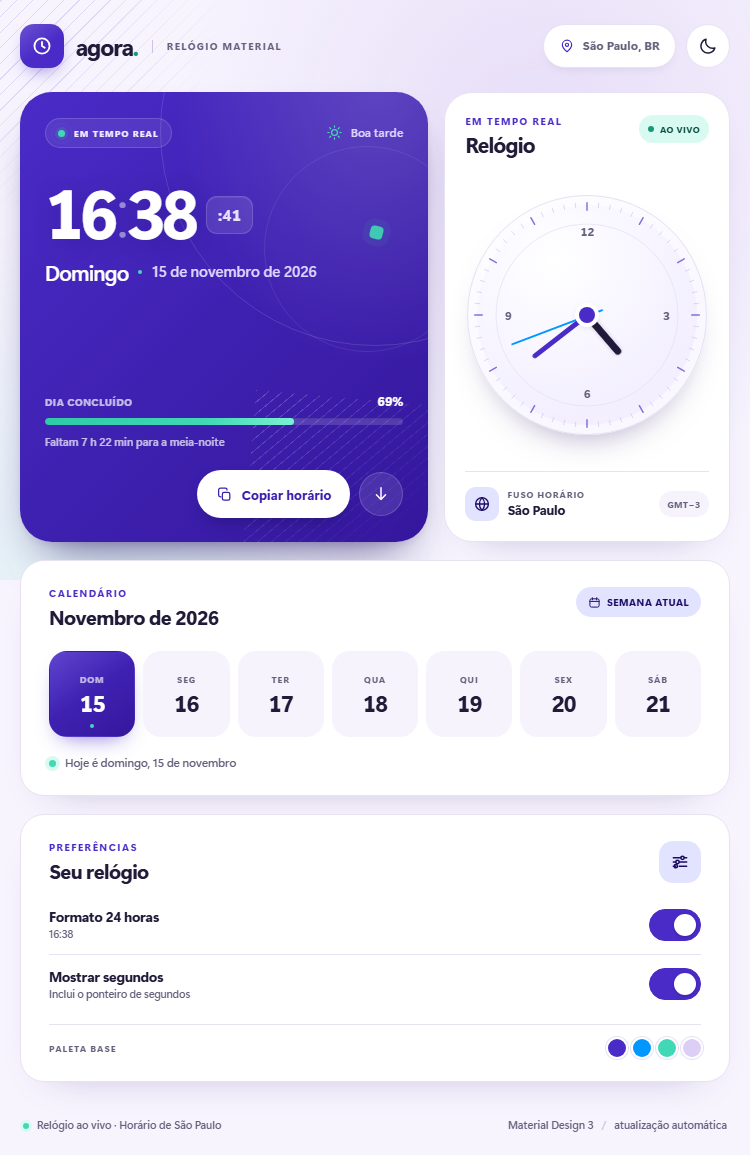 agora.
RELÓGIO MATERIAL
São Paulo, BR
EM TEMPO REAL
Boa tarde
16:38
:41
Domingo • 15 de novembro de 2026
DIA CONCLUÍDO
69%
Faltam 7 h 22 min para a meia-noite
Copiar horário
EM TEMPO REAL
Relógio
AO VIVO
12
3
6
9
FUSO HORÁRIO
São Paulo
GMT−3
CALENDÁRIO
Novembro de 2026
SEMANA ATUAL
DOM
15
SEG
16
TER
17
QUA
18
QUI
19
SEX
20
SÁB
21
Hoje é domingo, 15 de novembro
PREFERÊNCIAS
Seu relógio
Formato 24 horas
16:38
Mostrar segundos
Inclui o ponteiro de segundos
PALETA BASE
Relógio ao vivo · Horário de São Paulo
Material Design 3 / atualização automática